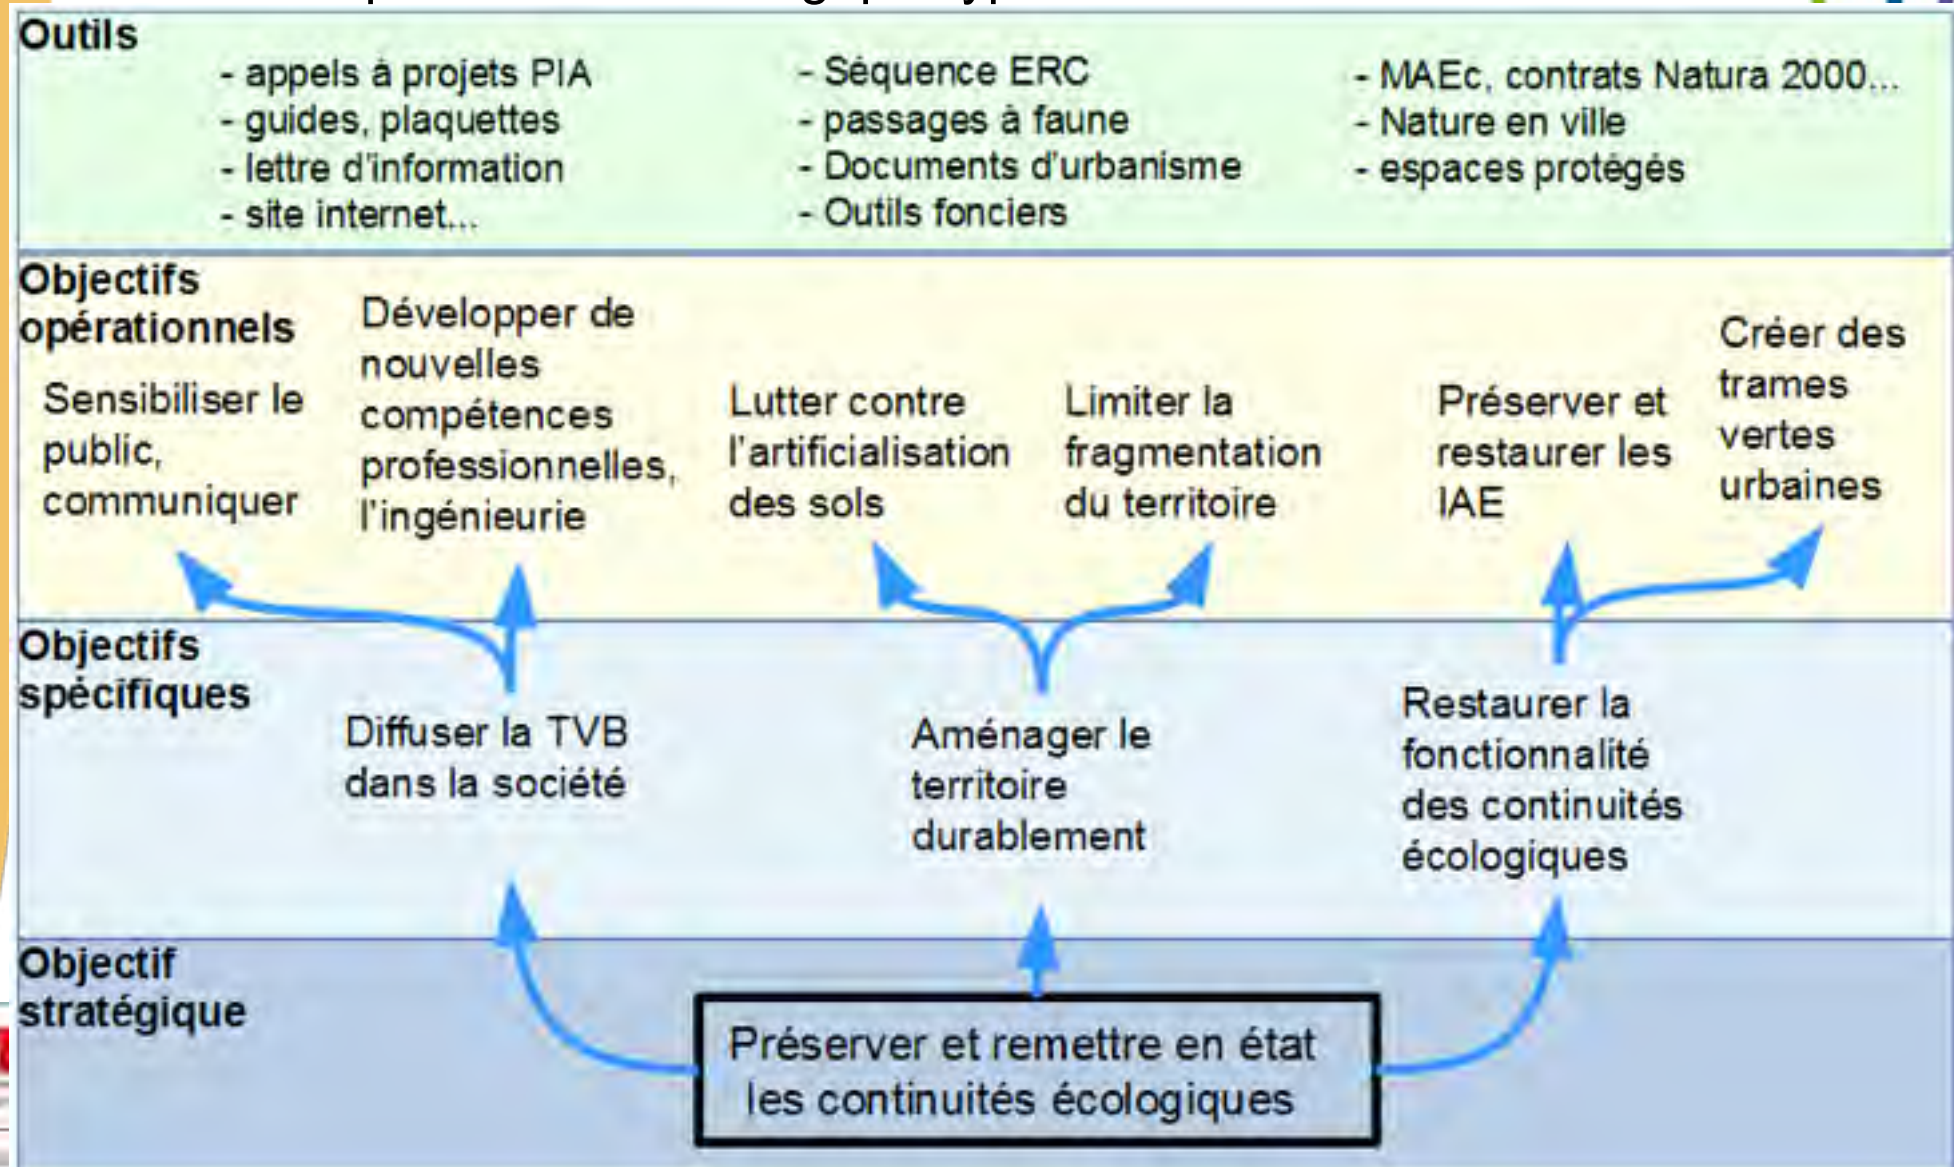 Outils
- appels à projets PIA
- guides, plaquettes
- lettre d'information
- site internet...
- Séquence ERC
- passages à faune
- Documents d'urbanisme
- Outils fonciers
- MAEc, contrats Natura 2000...
- Nature en ville
- espaces protégés
Objectifs
opérationnels
Sensibiliser le
public,
communiquer
Développer de
nouvelles
compétences
professionnelles,
l'ingénieurie
Lutter contre
l'artificialisation
des sols
Limiter la
fragmentation
du territoire
Préserver et
restaurer les
IAE
Créer des
trames
vertes
urbaines
Objectifs
spécifiques
Diffuser la TVB
dans la société
Aménager le
territoire
durablement
Restaurer la
fonctionnalité
des continuités
écologiques
Objectif
stratégique
Préserver et remettre en état
les continuités écologiques